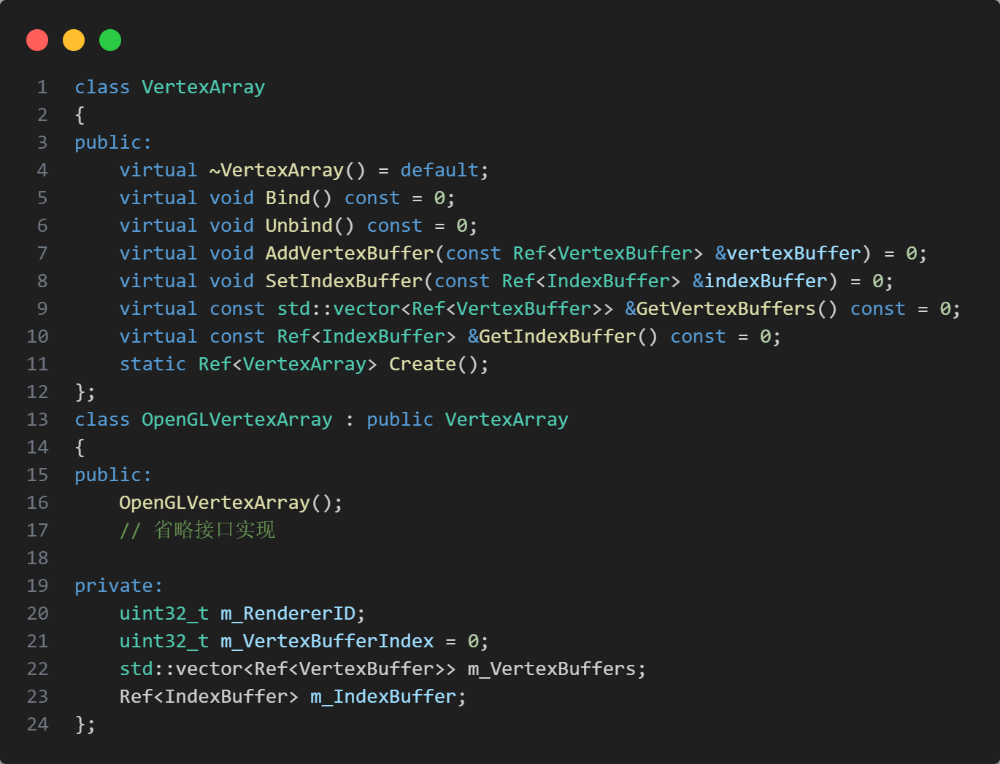 1 class VertexArray
2 {
3 public:
4     virtual ~VertexArray() = default;
5     virtual void Bind() const = 0;
6     virtual void Unbind() const = 0;
7     virtual void AddVertexBuffer(const Ref<VertexBuffer> &vertexBuffer) = 0;
8     virtual void SetIndexBuffer(const Ref<IndexBuffer> &indexBuffer) = 0;
9     virtual const std::vector<Ref<VertexBuffer>> &GetVertexBuffers() const = 0;
10     virtual const Ref<IndexBuffer> &GetIndexBuffer() const = 0;
11     static Ref<VertexArray> Create();
12 };
13 class OpenGLVertexArray : public VertexArray
14 {
15 public:
16     OpenGLVertexArray();
17     // 省略接口实现
18
19 private:
20     uint32_t m_RendererID;
21     uint32_t m_VertexBufferIndex = 0;
22     std::vector<Ref<VertexBuffer>> m_VertexBuffers;
23     Ref<IndexBuffer> m_IndexBuffer;
24 };